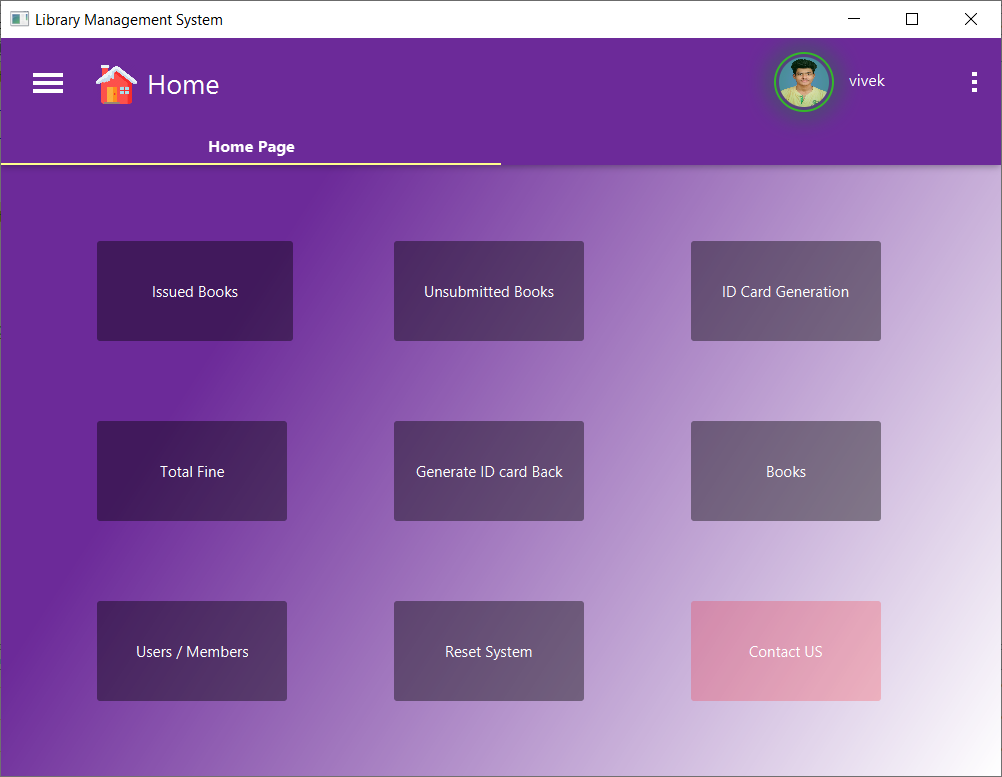 Library Management System
Home
vivek
Home Page
Issued Books
Unsubmitted Books
ID Card Generation
Total Fine
Generate ID card Back
Books
Users / Members
Reset System
Contact US